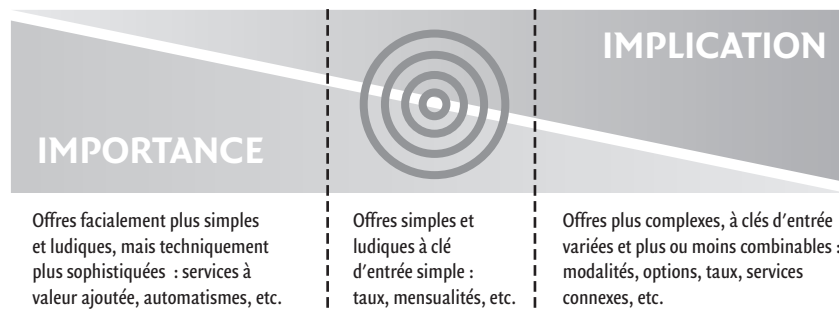 IMPLICATION
IMPORTANCE
Offres facialement plus simples
et ludiques, mais techniquement
plus sophistiquées : services à
valeur ajoutée, automatismes, etc.
Offres simples et
ludiques à clé
d'entrée simple :
taux, mensualités, etc.
Offres plus complexes, à clés d'entrée
variées et plus ou moins combinables :
modalités, options, taux, services
connexes, etc.